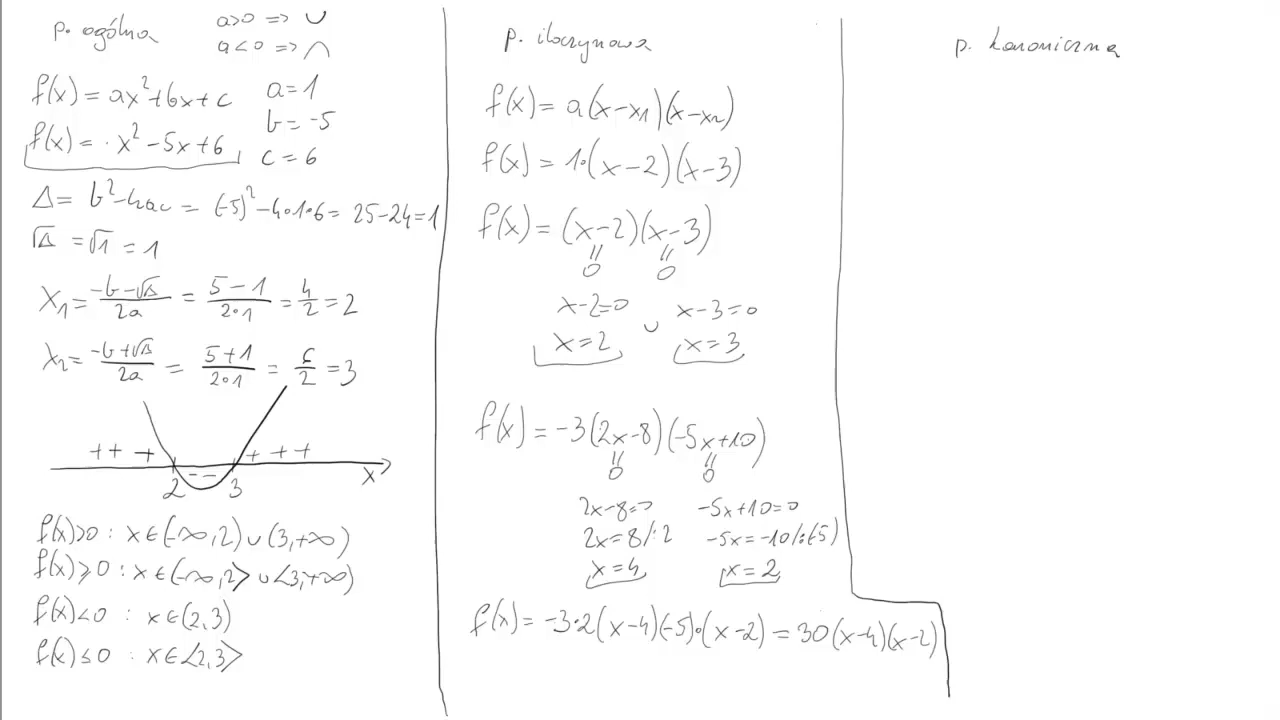 p. ogólna
a>0 => ∪
a<0 => ∩
f(x) = ax²+bx+c
a=1
f(x) = x² - 5x + 6
b = -5
c = 6
Δ = b²-4ac = (-5)² - 4·1·6 = 25-24 = 1
√Δ = √1 = 1
x₁ = (-b-√Δ)/2a = (5-1)/2·1 = 4/2 = 2
x₂ = (-b+√Δ)/2a = (5+1)/2·1 = 6/2 = 3
+ + + + + +
- -
2 3 x
f(x)>0 : x∈(-∞,2)∪(3,+∞)
f(x)⩾0 : x∈(-∞,2>∪<3,+∞)
f(x)<0 : x∈(2,3)
f(x)≤0 : x∈<2,3>
p. iloczynowa
f(x) = a(x-x₁)(x-x₂)
f(x) = 1·(x-2)(x-3)
f(x) = (x-2)(x-3)
= =
0 0
x-2=0 ∪ x-3=0
x=2 x=3
f(x) = -3(2x-8)(-5x+10)
= =
0 0
2x-8=0 -5x+10=0
2x=8/:2 -5x=-10/:(-5)
x=4 x=2
f(x) = -3·2(x-4)(-5)·(x-2) = 30(x-4)(x-2)
p. kanoniczna